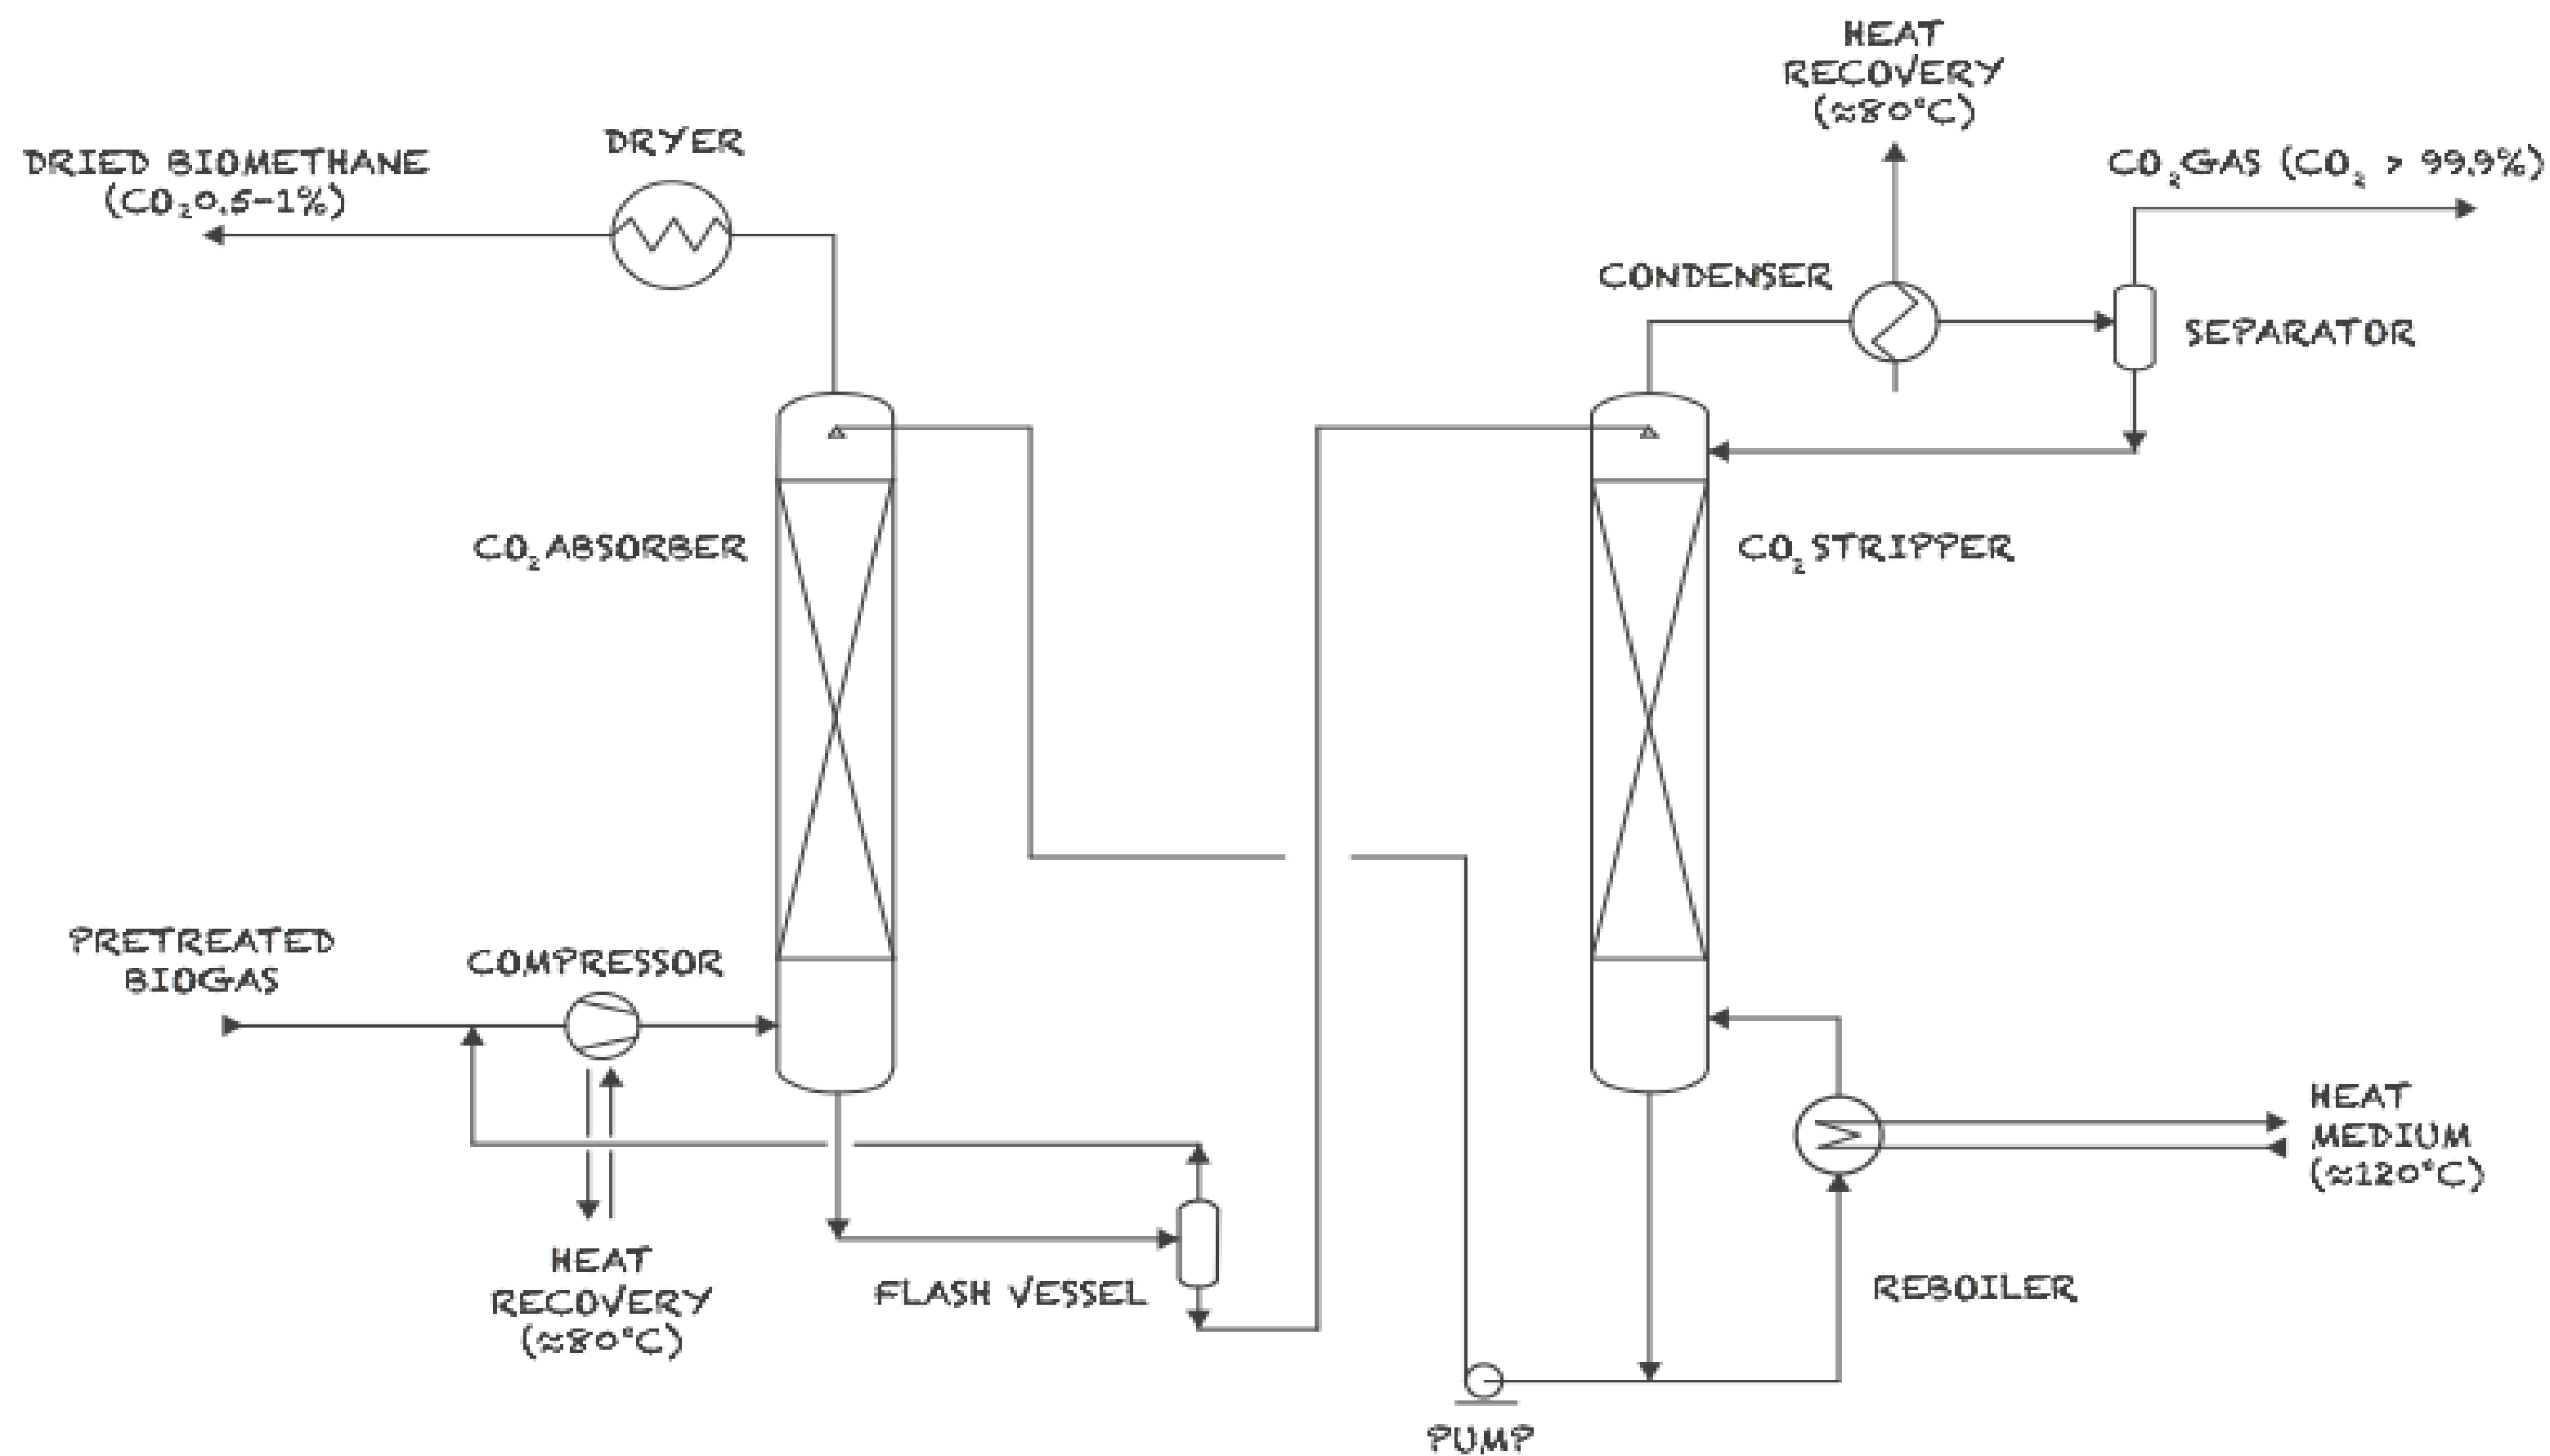 HEAT
RECOVERY
(≈80°C)
DRYER
DRIED BIOMETHANE
(CO₂0.5-1%)
CO₂GAS (CO₂ > 99.9%)
CONDENSER
SEPARATOR
CO₂ABSORBER
CO₂STRIPPER
PRETREATED
BIOGAS
COMPRESSOR
HEAT
MEDIUM
(≈120°C)
HEAT
RECOVERY
(≈80°C)
FLASH VESSEL
REBOILER
PUMP